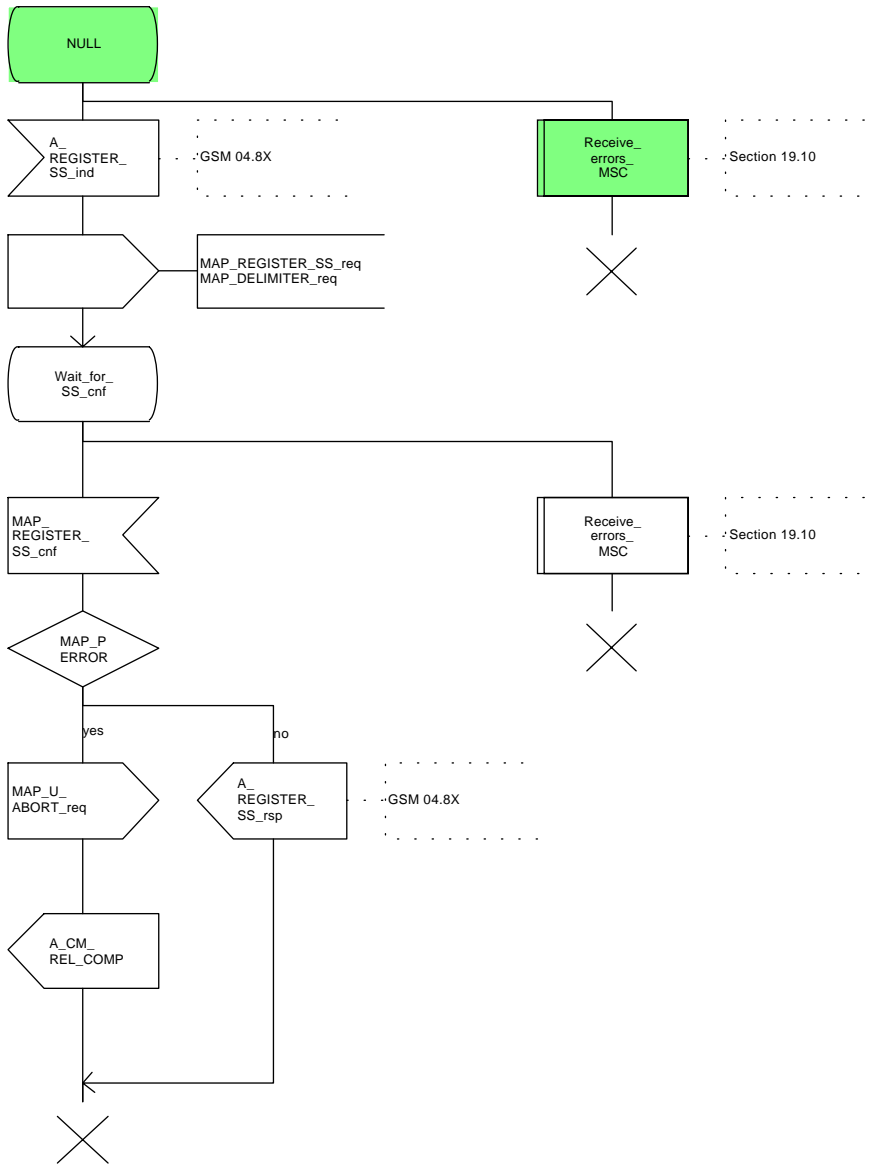 NULL
A_
REGISTER_
SS_ind
GSM 04.8X
Receive_
errors_
MSC
Section 19.10
MAP_REGISTER_SS_req
MAP_DELIMITER_req
Wait_for_
SS_cnf
MAP_
REGISTER_
SS_cnf
Receive_
errors_
MSC
Section 19.10
MAP_P
ERROR
yes
no
MAP_U_
ABORT_req
A_
REGISTER_
SS_rsp
GSM 04.8X
A_CM_
REL_COMP